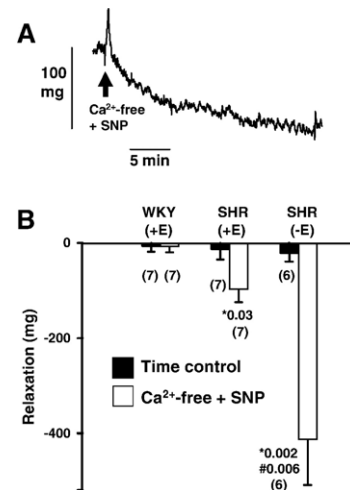 A
100
mg
Ca2+-free
+ SNP
5 min
B
WKY SHR SHR
(+E) (+E) (-E)
0
(7) (7) (7) (6)
*0.03
(7)
-200
Time control
Ca2+-free + SNP
Relaxation (mg)
-400
*0.002
#0.006
(6)